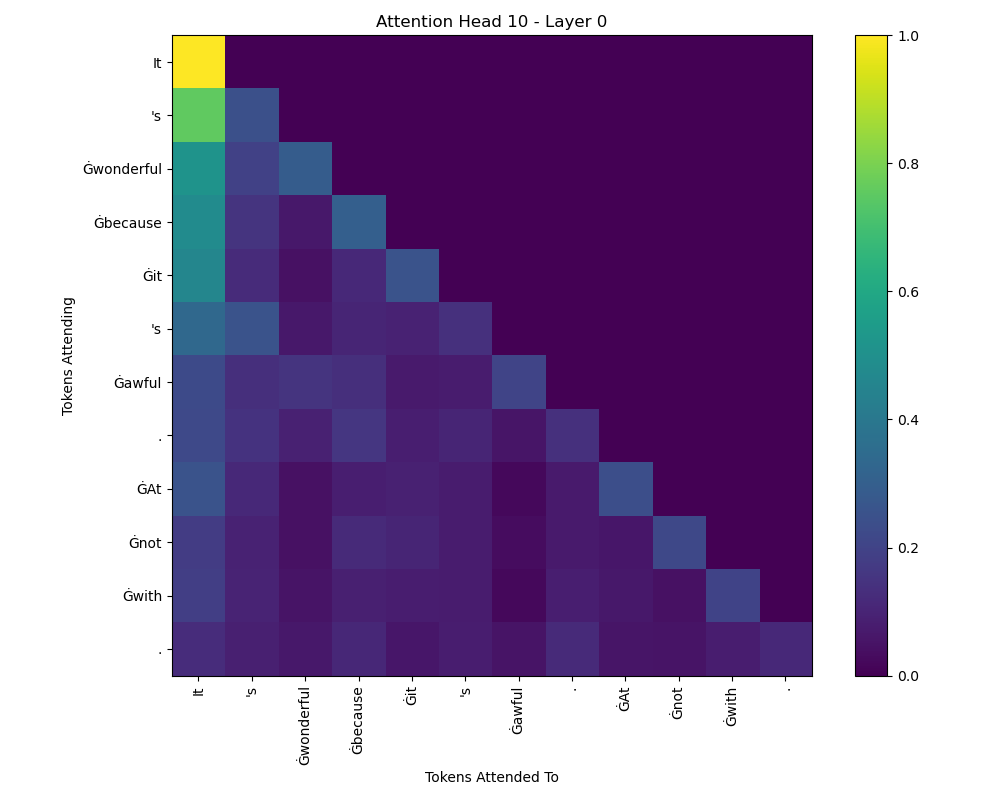 Attention Head 10 - Layer 0
It
's
Ġwonderful
Ġbecause
Ġit
's
Ġawful
.
ĠAt
Ġnot
Ġwith
.
Tokens Attending
It
's
Ġwonderful
Ġbecause
Ġit
's
Ġawful
.
ĠAt
Ġnot
Ġwith
.
Tokens Attended To
1.0
0.8
0.6
0.4
0.2
0.0